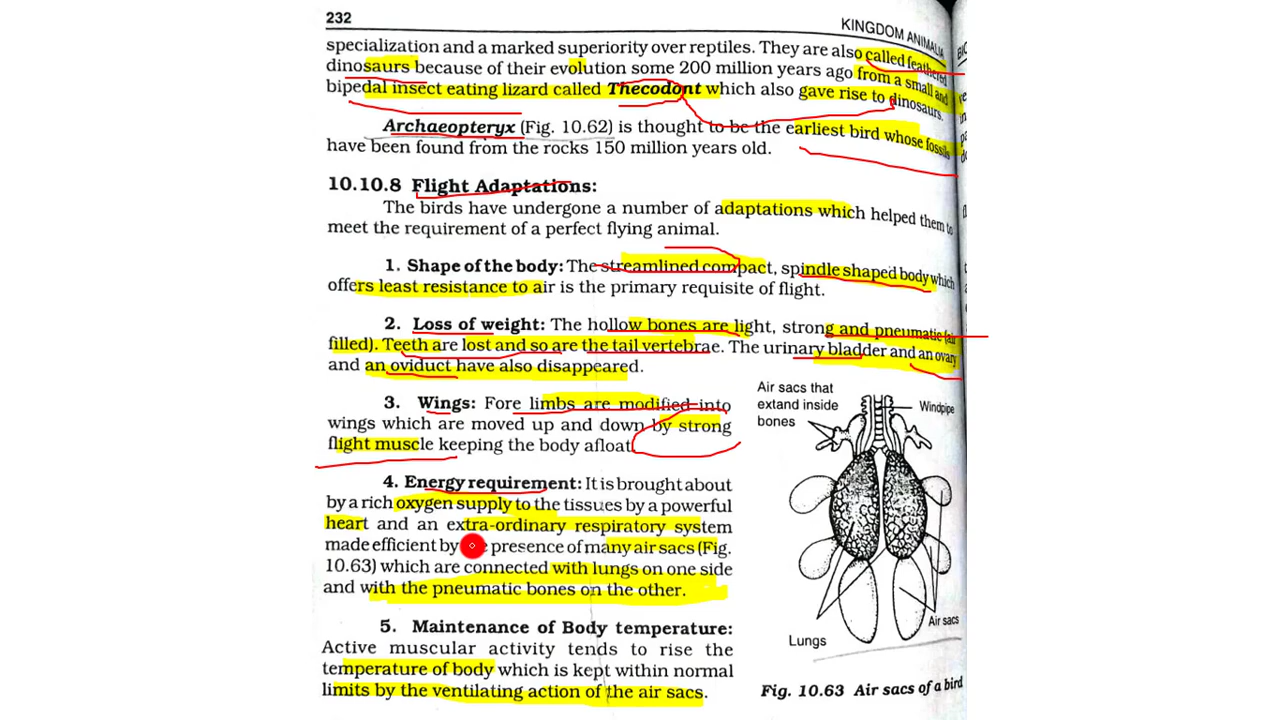 232
KINGDOM ANIMALIA
specialization and a marked superiority over reptiles. They are also called feathered
dinosaurs because of their evolution some 200 million years ago from a small and
bipedal insect eating lizard called Thecodont which also gave rise to dinosaurs.
Archaeopteryx (Fig. 10.62) is thought to be the earliest bird whose fossils
have been found from the rocks 150 million years old.
10.10.8 Flight Adaptations:
The birds have undergone a number of adaptations which helped them to
meet the requirement of a perfect flying animal.
1. Shape of the body: The streamlined compact, spindle shaped body which
offers least resistance to air is the primary requisite of flight.
2. Loss of weight: The hollow bones are light, strong and pneumatic (air
filled). Teeth are lost and so are the tail vertebrae. The urinary bladder and an ovary
and an oviduct have also disappeared.
3. Wings: Fore limbs are modified into
wings which are moved up and down by strong
flight muscle keeping the body afloat.
4. Energy requirement: It is brought about
by a rich oxygen supply to the tissues by a powerful
heart and an extra-ordinary respiratory system
made efficient by presence of many air sacs (Fig.
10.63) which are connected with lungs on one side
and with the pneumatic bones on the other.
5. Maintenance of Body temperature:
Active muscular activity tends to rise the
temperature of body which is kept within normal
limits by the ventilating action of the air sacs.
Air sacs that
extand inside
bones
Windpipe
Air sacs
Lungs
Fig. 10.63 Air sacs of a bird